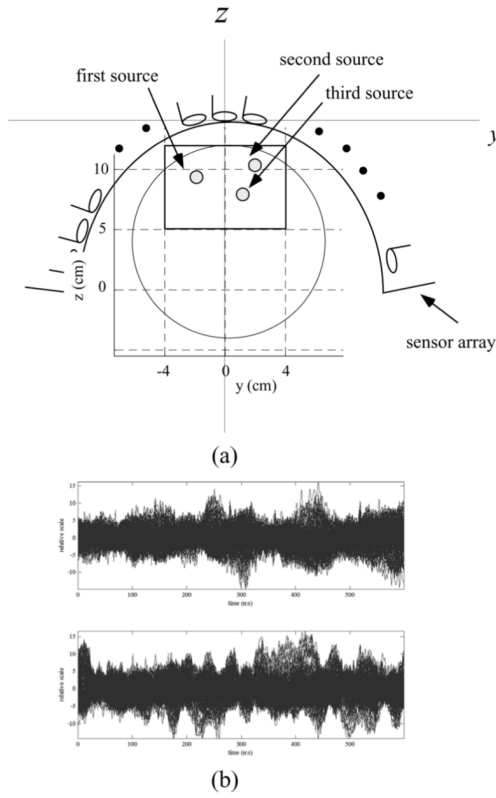 z
second source
first source
third source
y
10
5
0
z (cm)
sensor array
-4 0 4
y (cm)
(a)
15
10
5
0
-5
-10
relative scale
0 100 200 300 400 500
time (ms)
15
10
5
0
-5
-10
relative scale
0 100 200 300 400 500
time (ms)
(b)